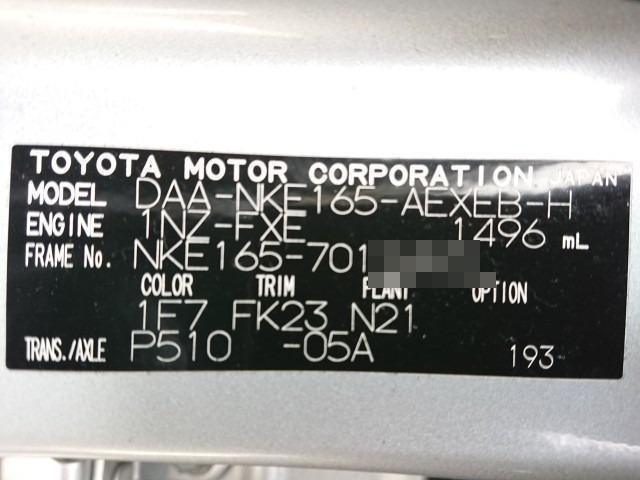 TOYOTA MOTOR CORPORATION JAPAN
MODEL DAA-NKE165-AEXEB-H
ENGINE 1NZ-FXE 1496 mL
FRAME No. NKE165-701
COLOR TRIM PLANT OPTION
1F7 FK23 N21
TRANS./AXLE P510 -05A 193